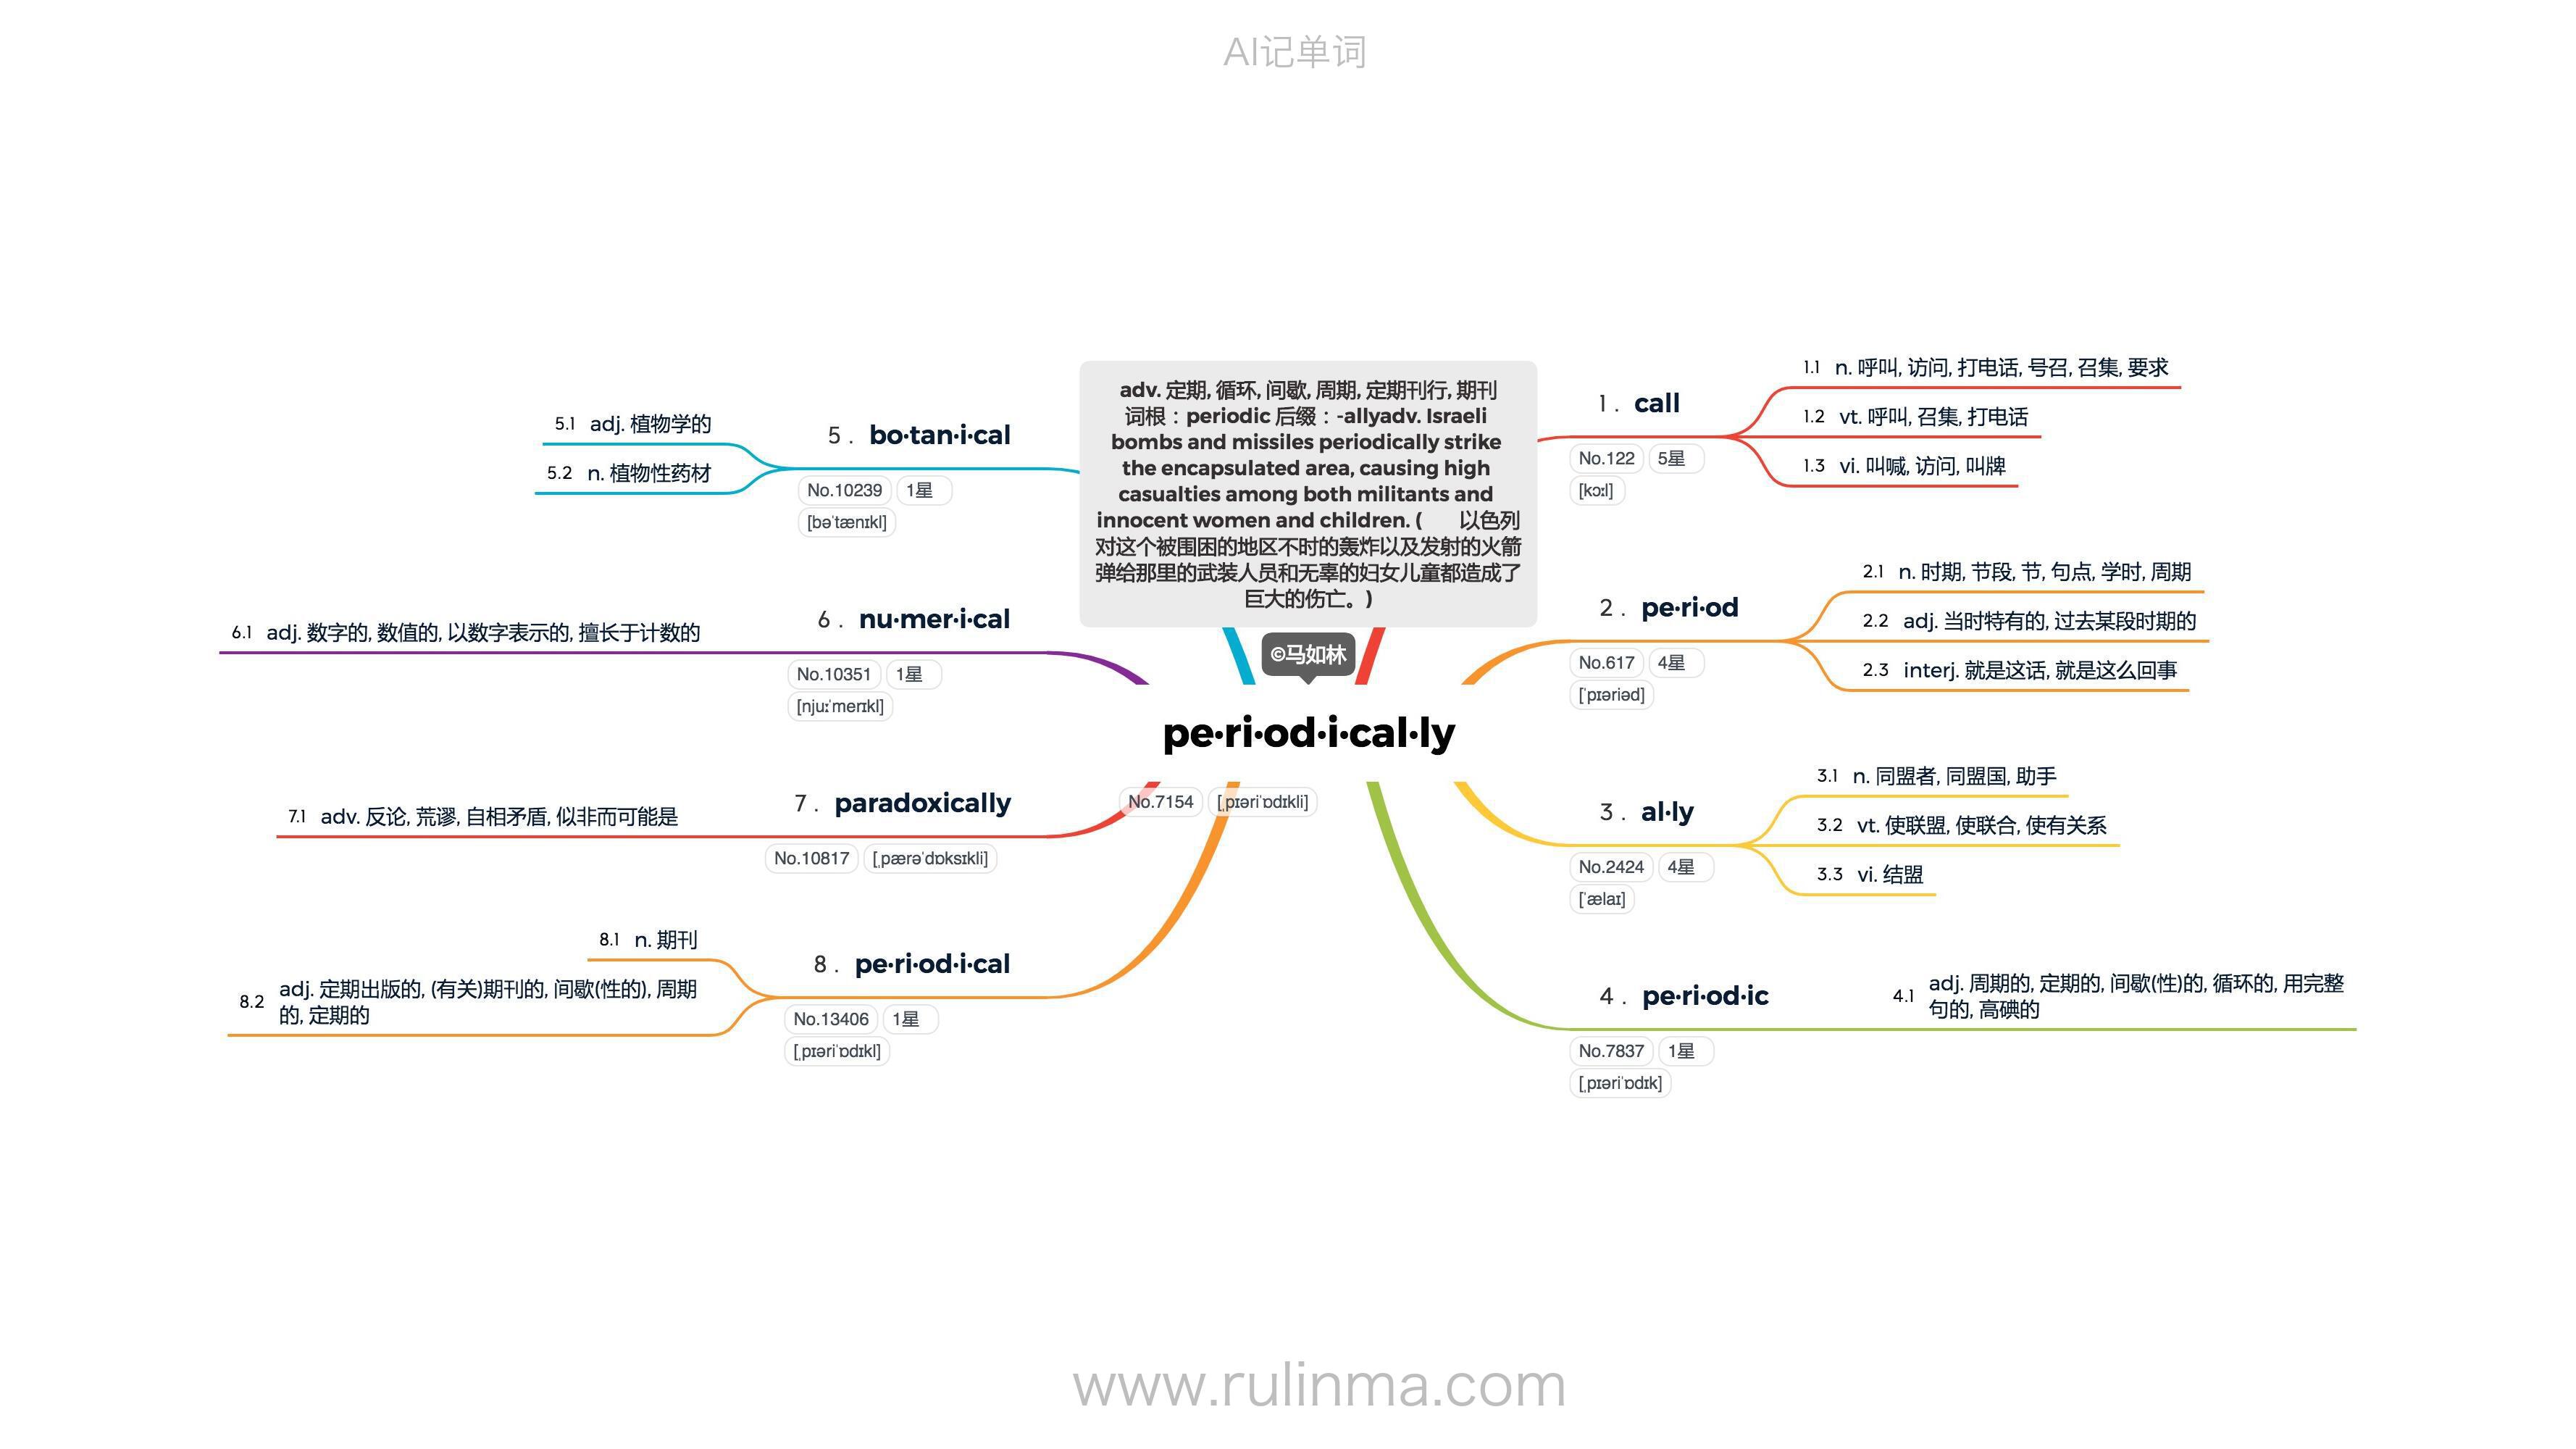 AI记单词
adv. 定期, 循环, 间歇, 周期, 定期刊行, 期刊
词根：periodic 后缀：-allyadv. Israeli
bombs and missiles periodically strike
the encapsulated area, causing high
casualties among both militants and
innocent women and children. ( 以色列
对这个被围困的地区不时的轰炸以及发射的火箭
弹给那里的武装人员和无辜的妇女儿童都造成了
巨大的伤亡。)
©马如林
pe·ri·od·i·cal·ly
No.7154 [ˌpɪəriˈɒdɪkli]
1 . call
No.122 5星
[kɔːl]
1.1 n. 呼叫, 访问, 打电话, 号召, 召集, 要求
1.2 vt. 呼叫, 召集, 打电话
1.3 vi. 叫喊, 访问, 叫牌
2 . pe·ri·od
No.617 4星
[ˈpɪəriəd]
2.1 n. 时期, 节段, 节, 句点, 学时, 周期
2.2 adj. 当时特有的, 过去某段时期的
2.3 interj. 就是这话, 就是这么回事
3 . al·ly
No.2424 4星
[ˈælaɪ]
3.1 n. 同盟者, 同盟国, 助手
3.2 vt. 使联盟, 使联合, 使有关系
3.3 vi. 结盟
4 . pe·ri·od·ic
No.7837 1星
[ˌpɪəriˈɒdɪk]
4.1 adj. 周期的, 定期的, 间歇(性)的, 循环的, 用完整
句的, 高碘的
5 . bo·tan·i·cal
No.10239 1星
[bəˈtænɪkl]
5.1 adj. 植物学的
5.2 n. 植物性药材
6 . nu·mer·i·cal
No.10351 1星
[njuːˈmerɪkl]
6.1 adj. 数字的, 数值的, 以数字表示的, 擅长于计数的
7 . paradoxically
No.10817 [ˌpærəˈdɒksɪkli]
7.1 adv. 反论, 荒谬, 自相矛盾, 似非而可能是
8 . pe·ri·od·i·cal
No.13406 1星
[ˌpɪəriˈɒdɪkl]
8.1 n. 期刊
8.2 adj. 定期出版的, (有关)期刊的, 间歇(性的), 周期
的, 定期的
www.rulinma.com